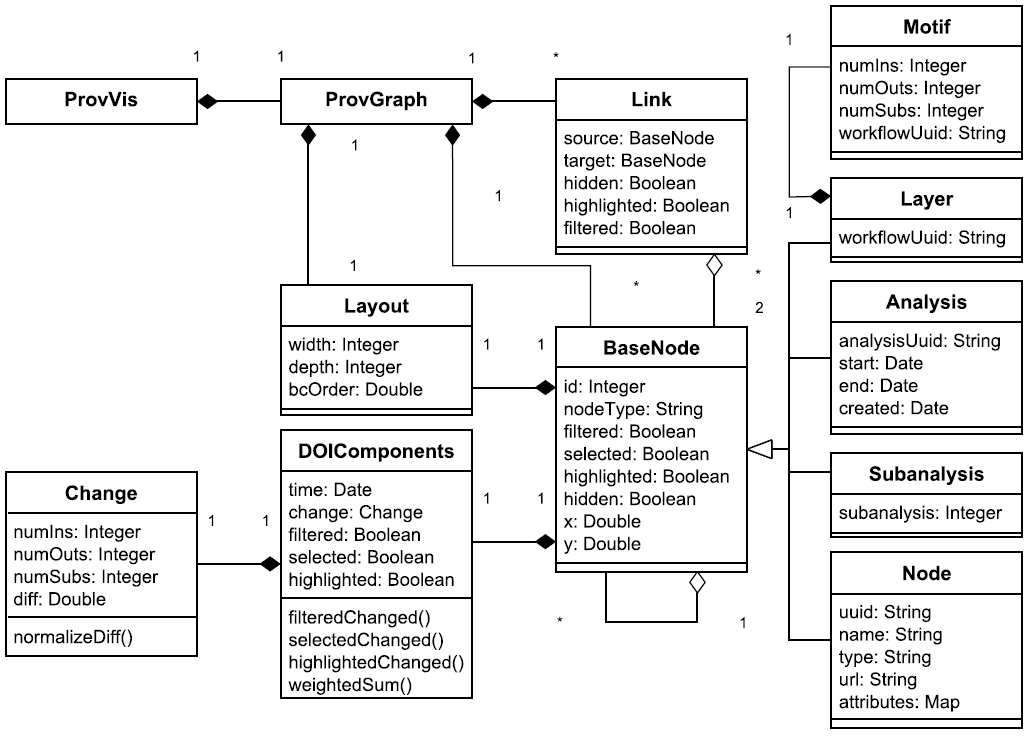 ProvVis
1
1
ProvGraph
1
*
1
1
1
*
Link
source: BaseNode
target: BaseNode
hidden: Boolean
highlighted: Boolean
filtered: Boolean
*
2
Motif
numIns: Integer
numOuts: Integer
numSubs: Integer
workflowUuid: String
1
1
Layer
workflowUuid: String
Layout
width: Integer
depth: Integer
bcOrder: Double
1
1
BaseNode
id: Integer
nodeType: String
filtered: Boolean
selected: Boolean
highlighted: Boolean
hidden: Boolean
x: Double
y: Double
*
1
Analysis
analysisUuid: String
start: Date
end: Date
created: Date
Subanalysis
subanalysis: Integer
Node
uuid: String
name: String
type: String
url: String
attributes: Map
DOIComponents
time: Date
change: Change
filtered: Boolean
selected: Boolean
highlighted: Boolean
filteredChanged()
selectedChanged()
highlightedChanged()
weightedSum()
1
1
Change
numIns: Integer
numOuts: Integer
numSubs: Integer
diff: Double
normalizeDiff()
1
1